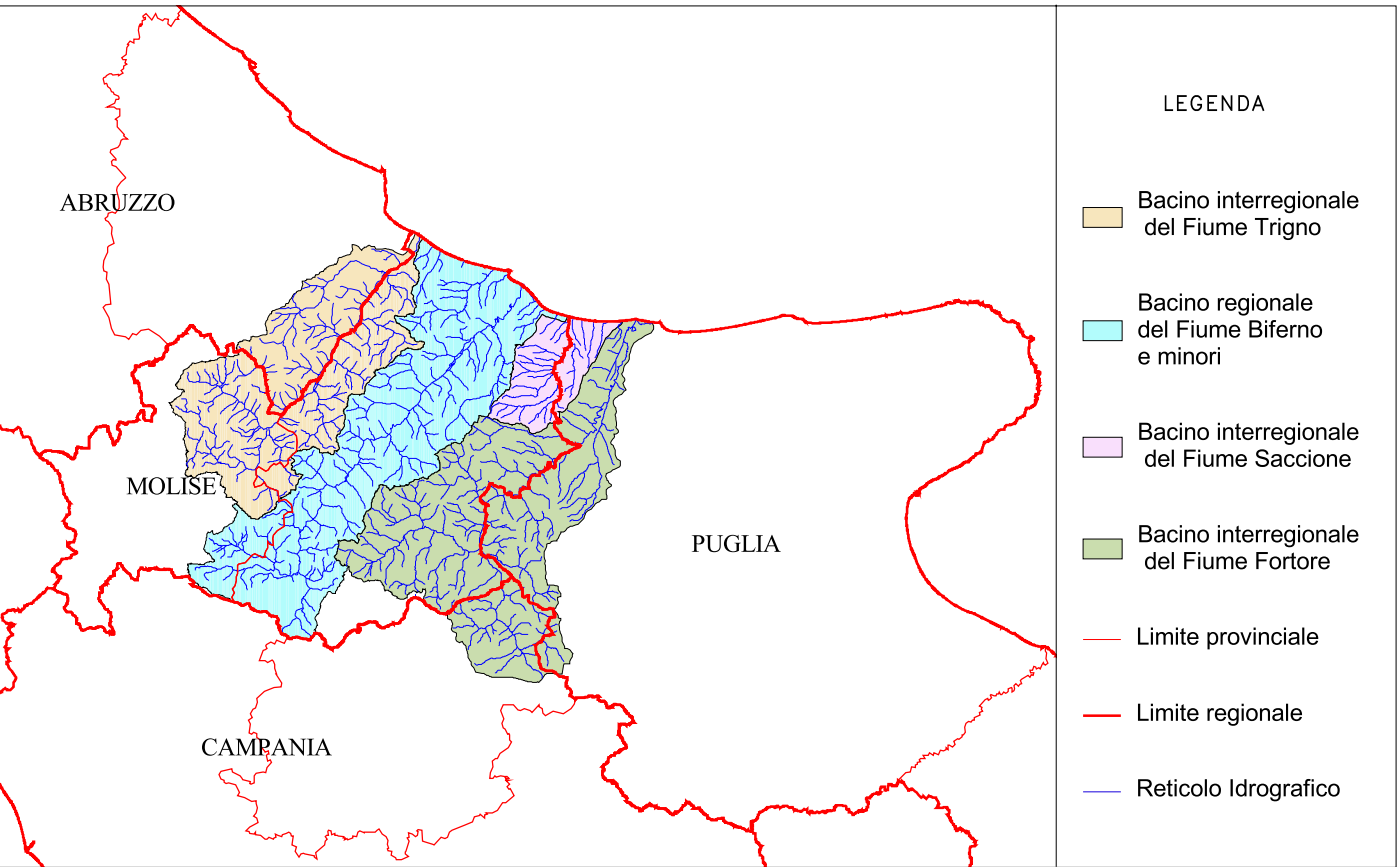 ABRUZZO
MOLISE
PUGLIA
CAMPANIA
LEGENDA
Bacino interregionale
del Fiume Trigno
Bacino regionale
del Fiume Biferno
e minori
Bacino interregionale
del Fiume Saccione
Bacino interregionale
del Fiume Fortore
Limite provinciale
Limite regionale
Reticolo Idrografico